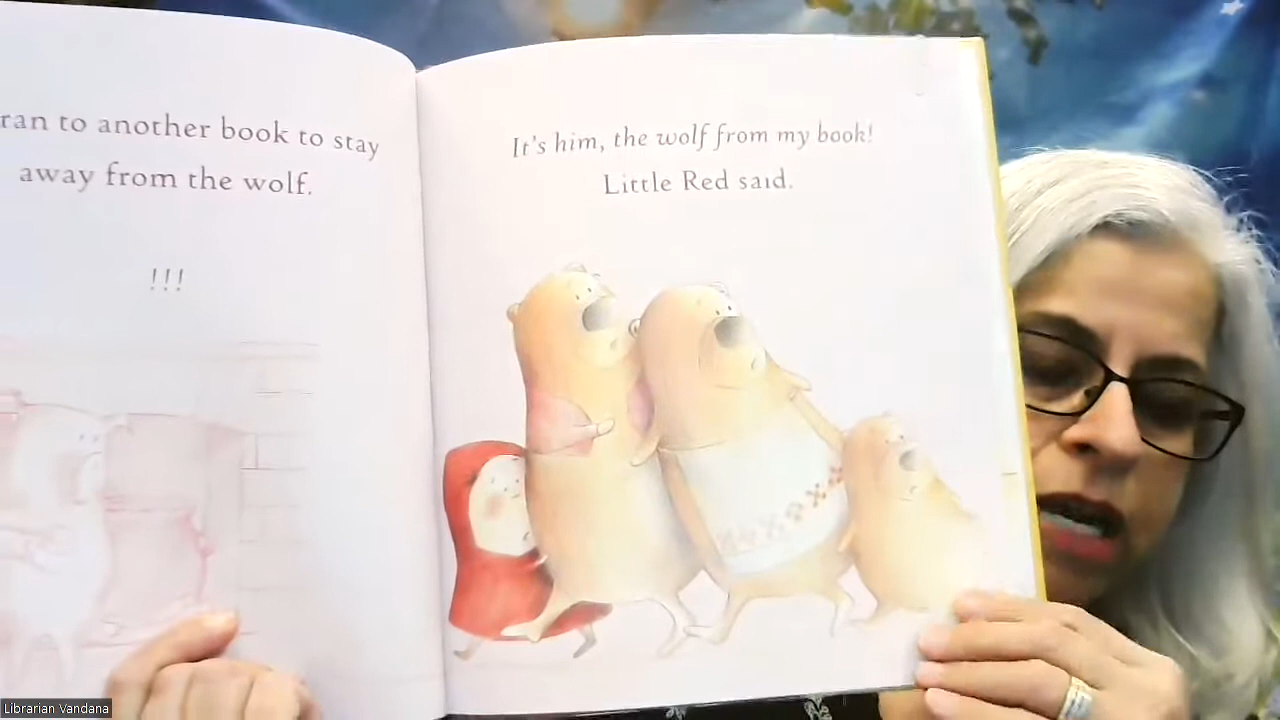 ran to another book to stay
away from the wolf.
!!!
It's him, the wolf from my book!
Little Red said.
Librarian Vandana